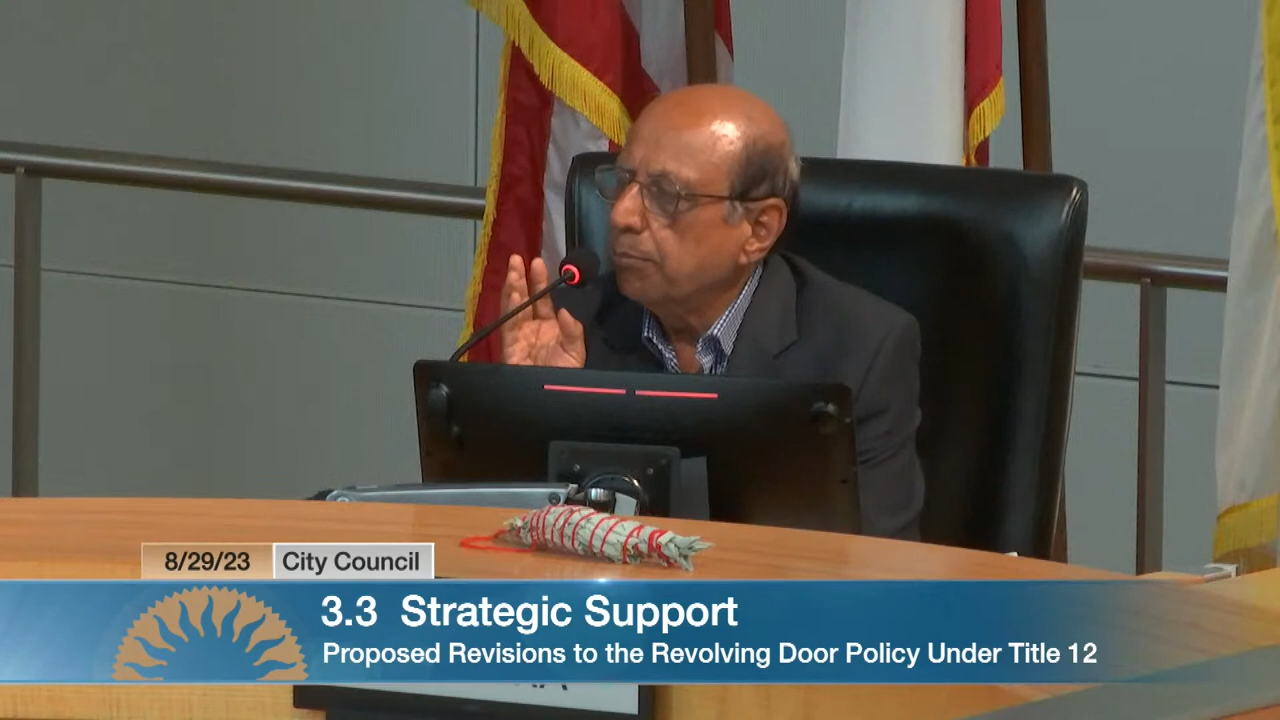 8/29/23
City Council
3.3 Strategic Support
Proposed Revisions to the Revolving Door Policy Under Title 12